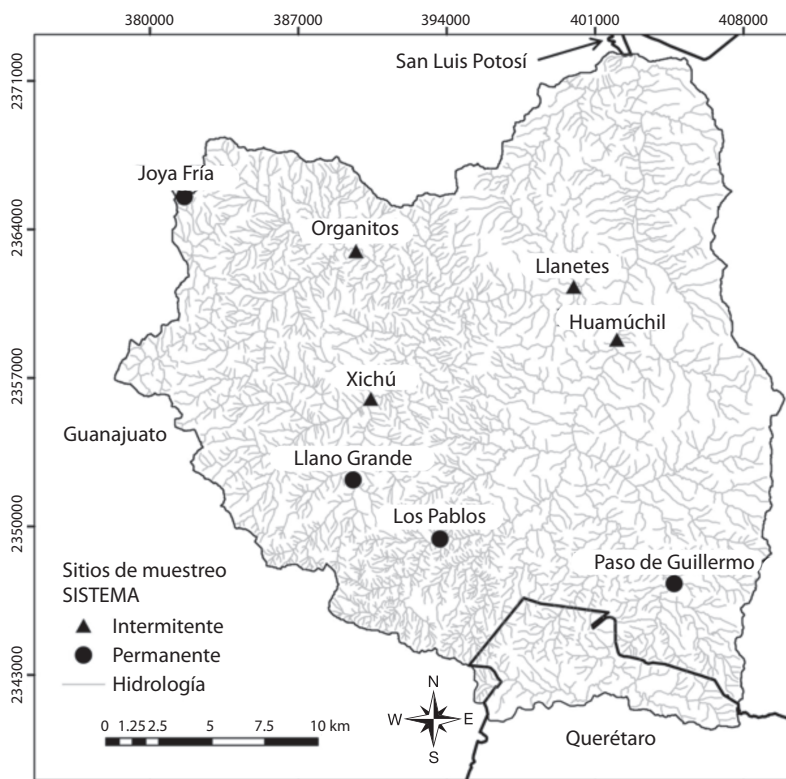 380000 387000 394000 401000 408000
San Luis Potosí
2371000
Joya Fría
2364000
Organitos
Llanetes
Huamúchil
2357000
Xichú
Guanajuato
Llano Grande
2350000
Los Pablos
Paso de Guillermo
Sitios de muestreo
SISTEMA
Intermitente
Permanente
Hidrología
2343000
N
W E
S
0 1.25 2.5 5 7.5 10 km
Querétaro